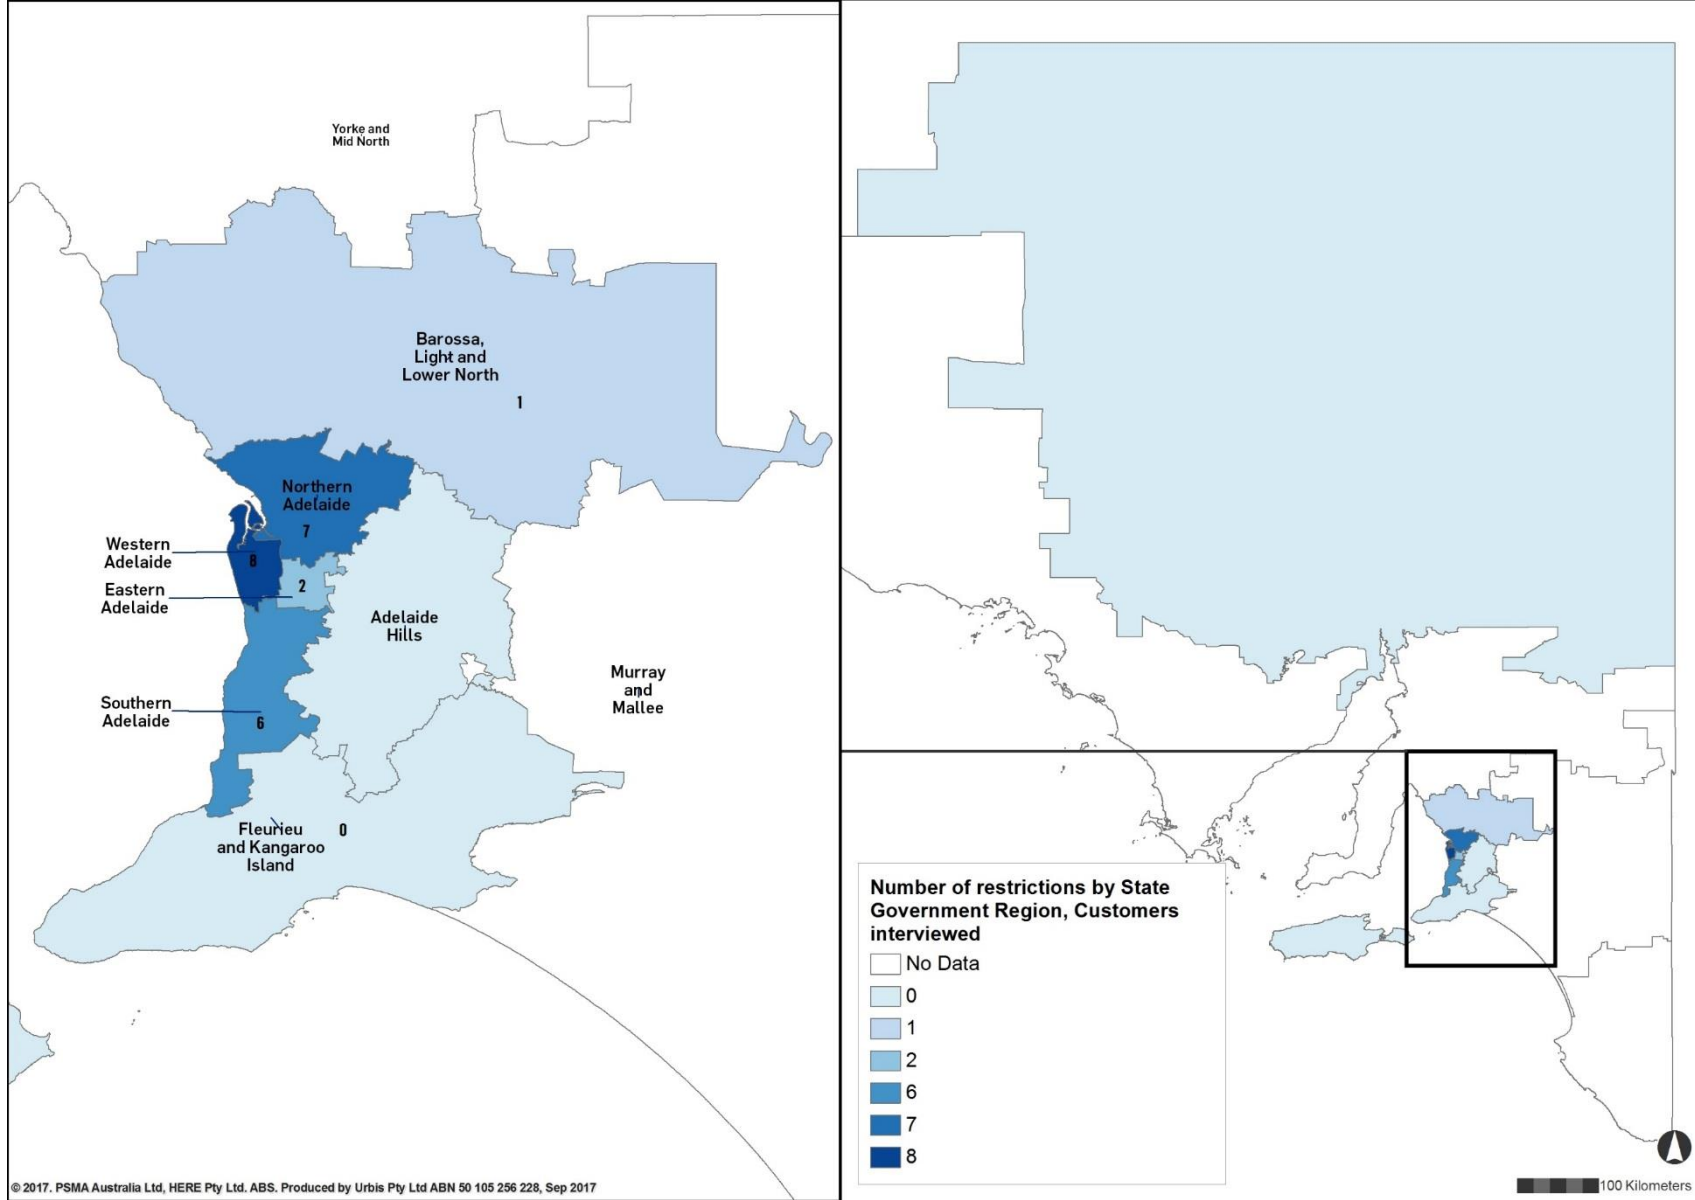 Yorke and
Mid North
Barossa,
Light and
Lower North
1
Northern
Adelaide
7
Western
Adelaide
8
Eastern
Adelaide
2
Adelaide
Hills
Murray
and
Mallee
Southern
Adelaide
6
Fleurieu
and Kangaroo
Island
0
© 2017. PSMA Australia Ltd, HERE Pty Ltd. ABS. Produced by Urbis Pty Ltd ABN 50 105 256 228, Sep 2017
Number of restrictions by State
Government Region, Customers
interviewed
No Data
0
1
2
6
7
8
100 Kilometers